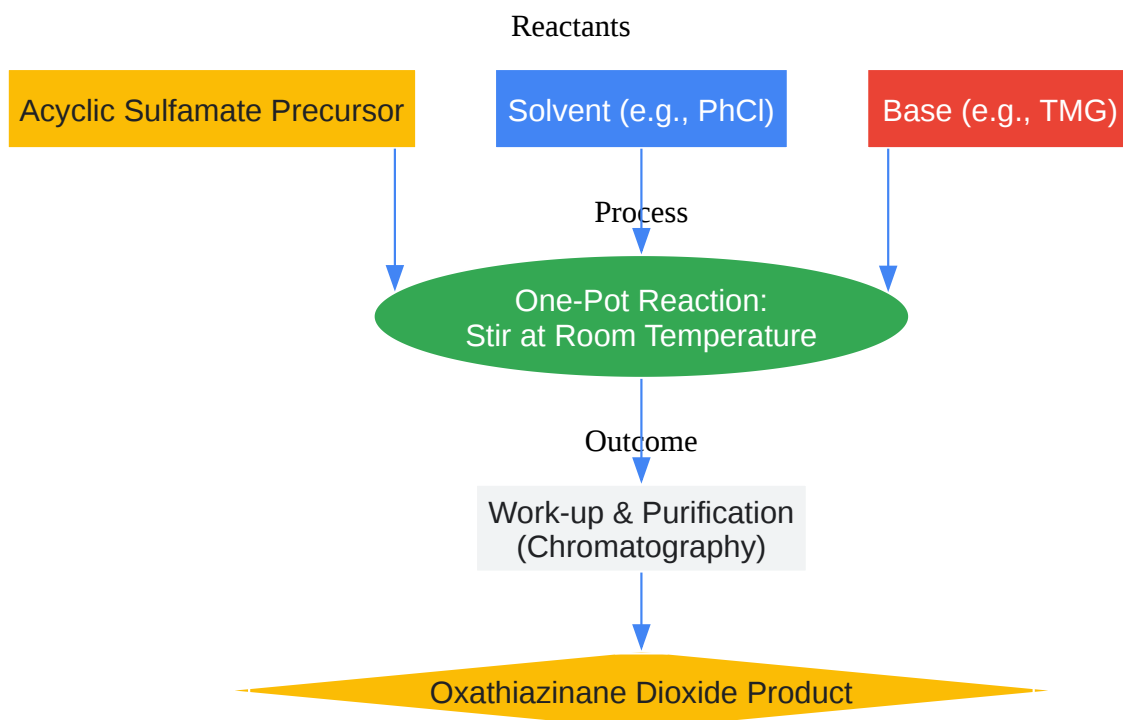 Reactants
Acyclic Sulfamate Precursor
Solvent (e.g., PhCl)
Base (e.g., TMG)
Process
One-Pot Reaction:
Stir at Room Temperature
Outcome
Work-up & Purification
(Chromatography)
Oxathiazinane Dioxide Product